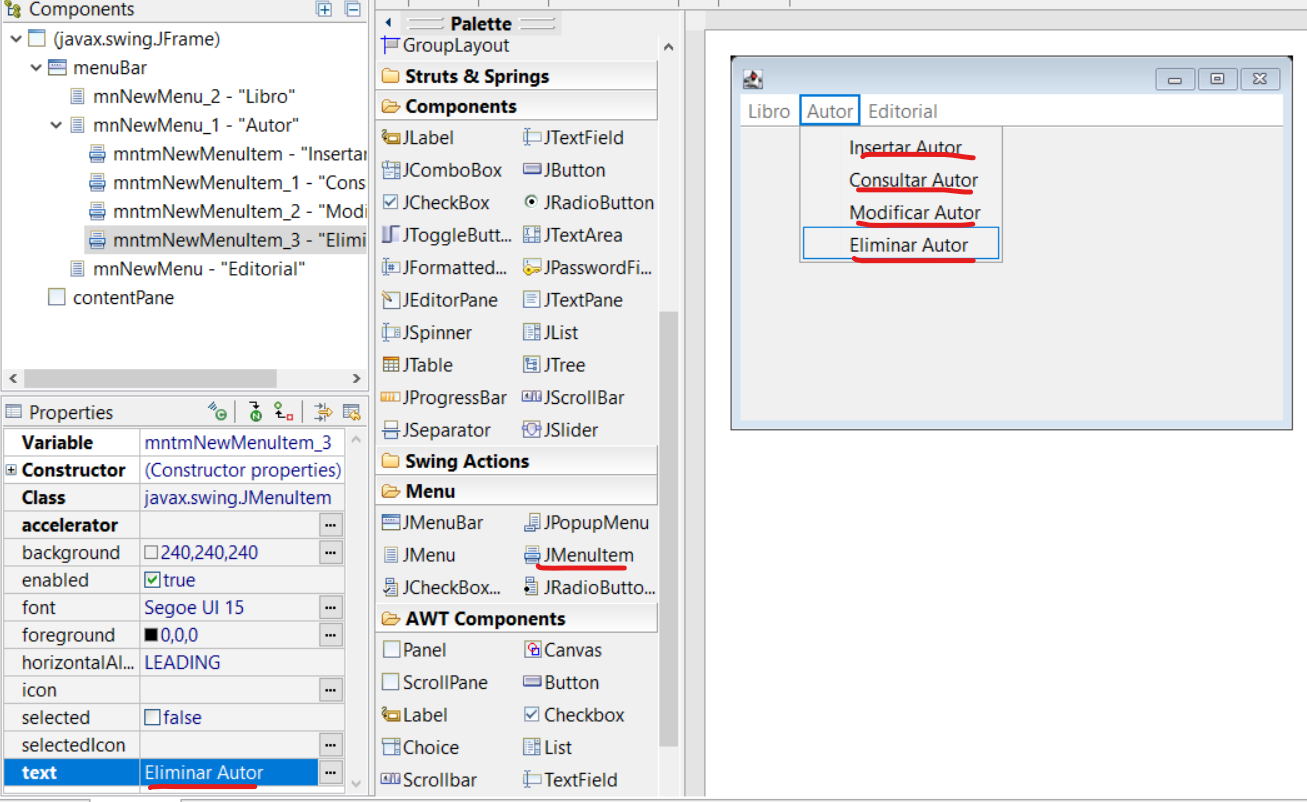 Components
(javax.swing.JFrame)
menuBar
mnNewMenu_2 - "Libro"
mnNewMenu_1 - "Autor"
mntmNewMenuItem - "Insertar
mntmNewMenuItem_1 - "Cons
mntmNewMenuItem_2 - "Modi
mntmNewMenuItem_3 - "Elimi
mnNewMenu - "Editorial"
contentPane
Properties
Variable mntmNewMenuItem_3
Constructor (Constructor properties)
Class javax.swing.JMenuItem
accelerator ...
background 240,240,240 ...
enabled true
font Segoe UI 15 ...
foreground 0,0,0 ...
horizontalAl... LEADING
icon ...
selected false
selectedIcon ...
text Eliminar Autor ...
Palette
GroupLayout
Struts & Springs
Components
JLabel JTextField
JComboBox JButton
JCheckBox JRadioButton
JToggleButt... JTextArea
JFormatted... JPasswordFi...
JEditorPane JTextPane
JSpinner JList
JTable JTree
JProgressBar JScrollBar
JSeparator JSlider
Swing Actions
Menu
JMenuBar JPopupMenu
JMenu JMenuItem
JCheckBox... JRadioButto...
AWT Components
Panel Canvas
ScrollPane Button
Label Checkbox
Choice List
Scrollbar TextField
Libro Autor Editorial
Insertar Autor
Consultar Autor
Modificar Autor
Eliminar Autor